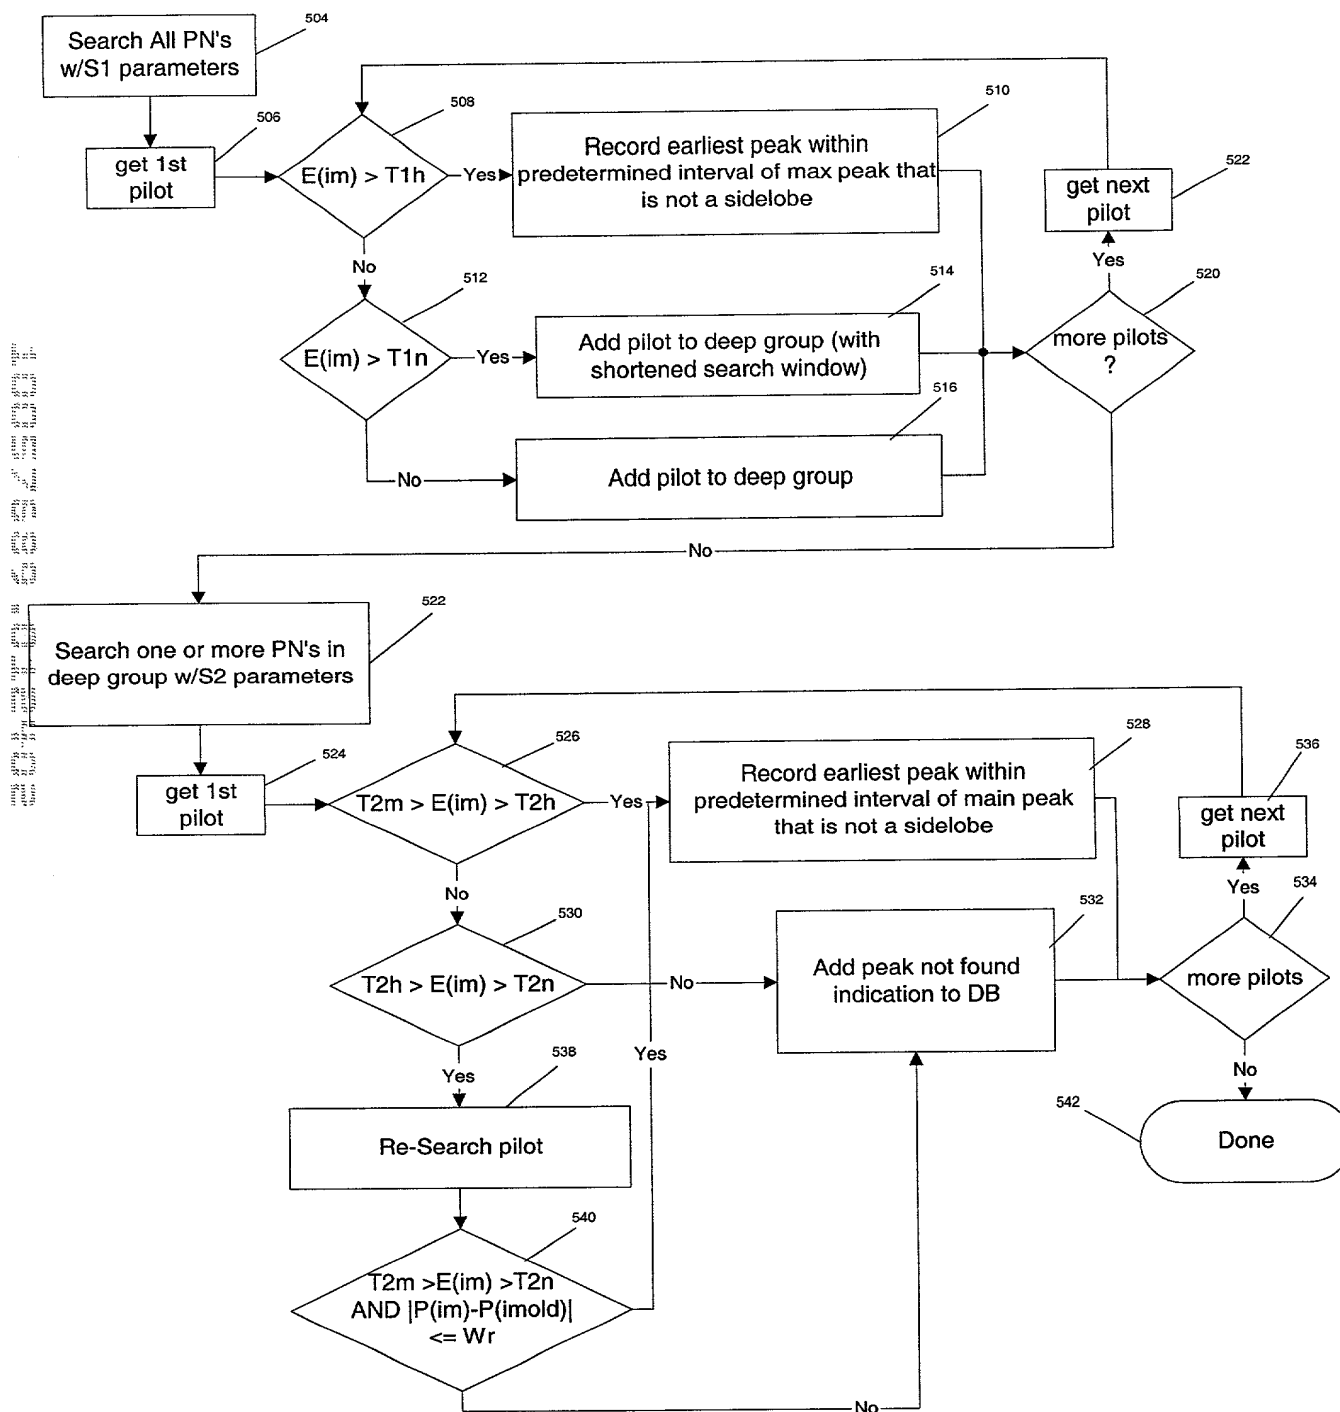 504
Search All PN's
w/S1 parameters
506
get 1st
pilot
508
E(im) > T1h
Yes
510
Record earliest peak within
predetermined interval of max peak that
is not a sidelobe
522
get next
pilot
No
Yes
512
E(im) > T1n
Yes
514
Add pilot to deep group (with
shortened search window)
520
more pilots
?
516
No
Add pilot to deep group
No
522
Search one or more PN's in
deep group w/S2 parameters
524
get 1st
pilot
526
T2m > E(im) > T2h
Yes
528
Record earliest peak within
predetermined interval of main peak
that is not a sidelobe
536
get next
pilot
No
Yes
530
T2h > E(im) > T2n
No
532
Add peak not found
indication to DB
534
more pilots
Yes
Yes
No
538
Re-Search pilot
542
Done
540
T2m >E(im) >T2n
AND |P(im)-P(imold)|
<= Wr
No